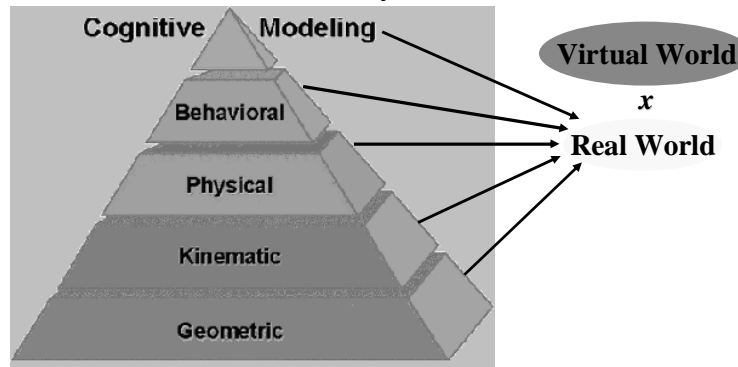 Cognitive Modeling
Virtual World
Behavioral
x
Real World
Physical
Kinematic
Geometric